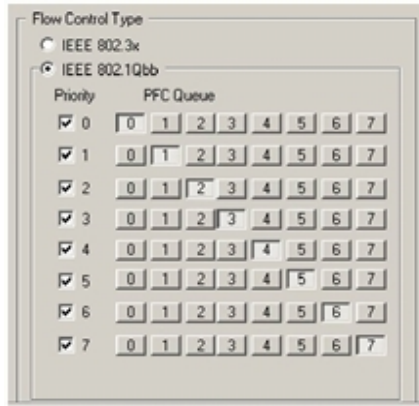 Flow Control Type
IEEE 802.3x
IEEE 802.1Qbb
Priority PFC Queue
0 0 1 2 3 4 5 6 7
1 0 1 2 3 4 5 6 7
2 0 1 2 3 4 5 6 7
3 0 1 2 3 4 5 6 7
4 0 1 2 3 4 5 6 7
5 0 1 2 3 4 5 6 7
6 0 1 2 3 4 5 6 7
7 0 1 2 3 4 5 6 7